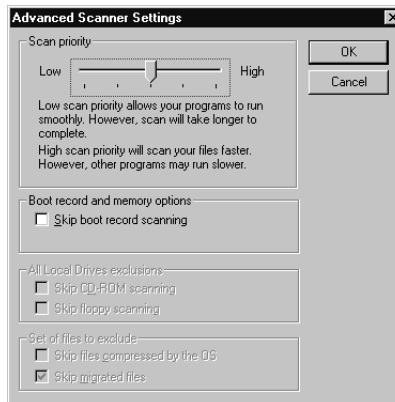 Advanced Scanner Settings
Scan priority
Low High
Low scan priority allows your programs to run
smoothly. However, scan will take longer to
complete.
High scan priority will scan your files faster.
However, other programs may run slower.
OK
Cancel
Boot record and memory options
Skip boot record scanning
All Local Drives exclusions
Skip CD-ROM scanning
Skip floppy scanning
Set of files to exclude
Skip files compressed by the OS
Skip migrated files